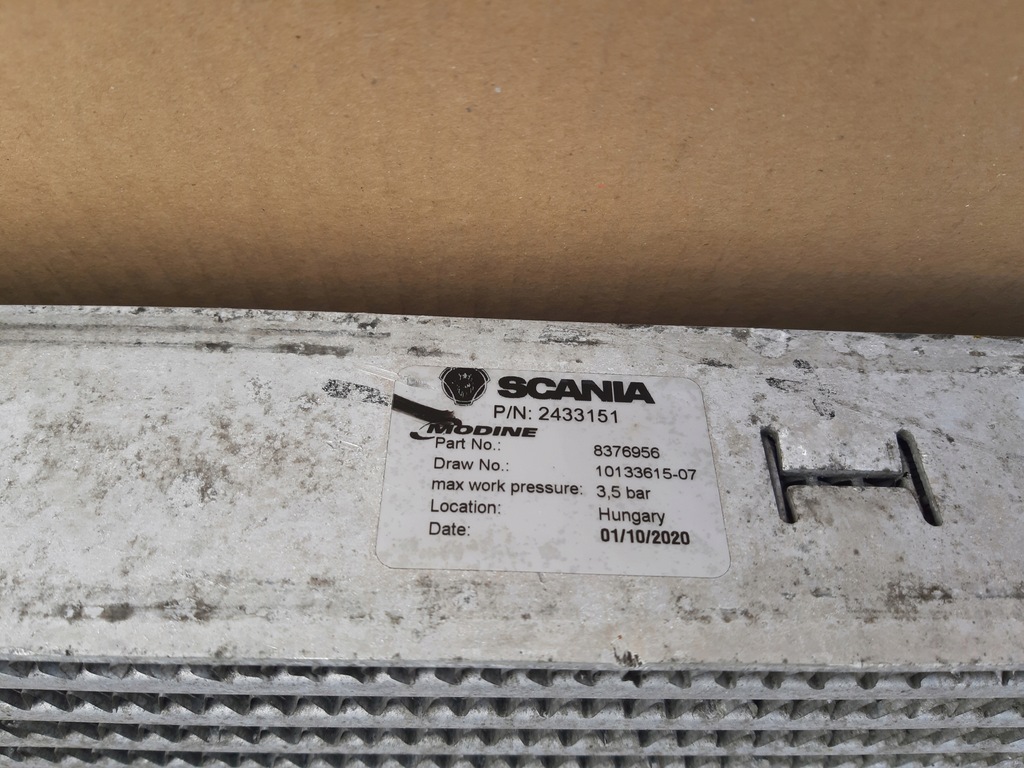 SCANIA
P/N: 2433151
MODINE
Part No.: 8376956
Draw No.: 10133615-07
max work pressure: 3,5 bar
Location: Hungary
Date: 01/10/2020
H